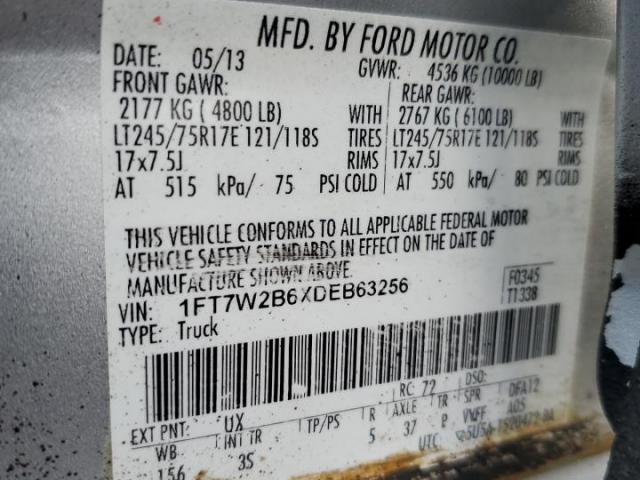 MFD. BY FORD MOTOR CO.
DATE: 05/13 GVWR: 4536 KG (10000 LB)
FRONT GAWR: REAR GAWR:
2177 KG ( 4800 LB) WITH 2767 KG ( 6100 LB) WITH
LT245/75R17E 121/118S TIRES LT245/75R17E 121/118S TIRES
17x7.5J RIMS 17x7.5J RIMS
AT 515 kPa/ 75 PSI COLD AT 550 kPa/ 80 PSI COLD
THIS VEHICLE CONFORMS TO ALL APPLICABLE FEDERAL MOTOR
VEHICLE SAFETY STANDARDS IN EFFECT ON THE DATE OF
MANUFACTURE SHOWN ABOVE.
VIN: 1FT7W2B6XDEB63256 F0345
TYPE: Truck T1338
RC: 72 DSO:
EXT PNT: UX
WB INT TR TP/PS R AXLE TR SPR DFA12
156 3S 5 37 P VVFF A05
UTC